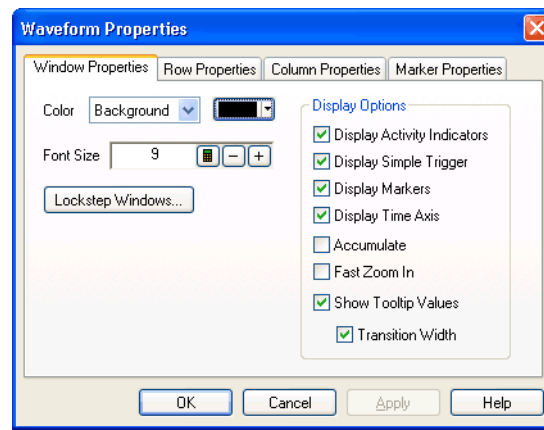 Waveform Properties
Window Properties Row Properties Column Properties Marker Properties
Color Background
Font Size 9
Lockstep Windows...
Display Options
Display Activity Indicators
Display Simple Trigger
Display Markers
Display Time Axis
Accumulate
Fast Zoom In
Show Tooltip Values
Transition Width
OK Cancel Apply Help